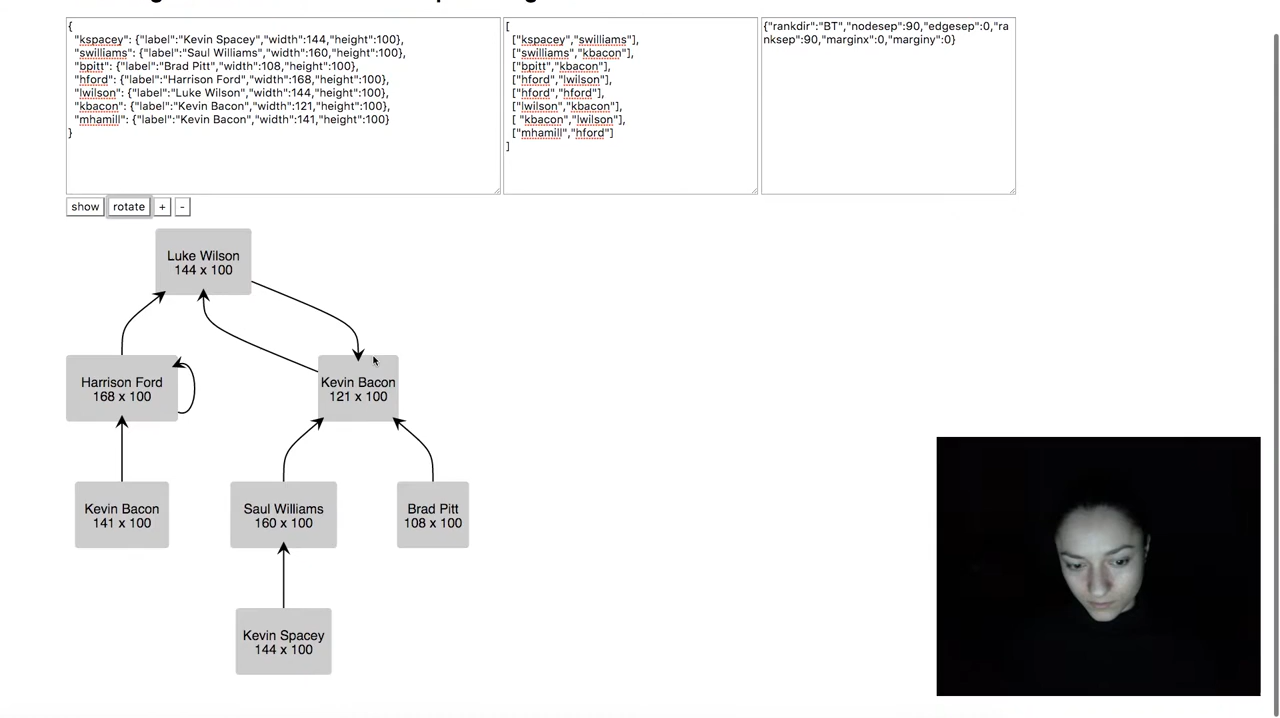 {
"kspacey": {"label":"Kevin Spacey","width":144,"height":100},
"swilliams": {"label":"Saul Williams","width":160,"height":100},
"bpitt": {"label":"Brad Pitt","width":108,"height":100},
"hford": {"label":"Harrison Ford","width":168,"height":100},
"lwilson": {"label":"Luke Wilson","width":144,"height":100},
"kbacon": {"label":"Kevin Bacon","width":121,"height":100},
"mhamill": {"label":"Kevin Bacon","width":141,"height":100}
}
[
["kspacey","swilliams"],
["swilliams","kbacon"],
["bpitt","kbacon"],
["hford","lwilson"],
["hford","hford"],
["lwilson","kbacon"],
[ "kbacon","lwilson"],
["mhamill","hford"]
]
{"rankdir":"BT","nodesep":90,"edgesep":0,"ra
nksep":90,"marginx":0,"marginy":0}
show rotate + -
Luke Wilson
144 x 100
Harrison Ford
168 x 100
Kevin Bacon
121 x 100
Kevin Bacon
141 x 100
Saul Williams
160 x 100
Brad Pitt
108 x 100
Kevin Spacey
144 x 100